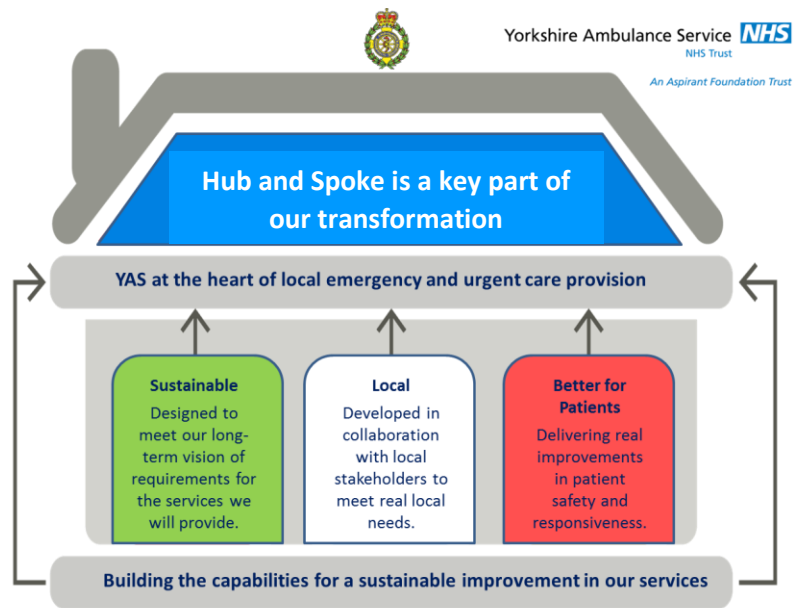 Yorkshire Ambulance Service NHS
NHS Trust
An Aspirant Foundation Trust
Hub and Spoke is a key part of
our transformation
YAS at the heart of local emergency and urgent care provision
Sustainable
Designed to
meet our long-
term vision of
requirements for
the services we
will provide.
Local
Developed in
collaboration
with local
stakeholders to
meet real local
needs.
Better for
Patients
Delivering real
improvements
in patient
safety and
responsiveness.
Building the capabilities for a sustainable improvement in our services